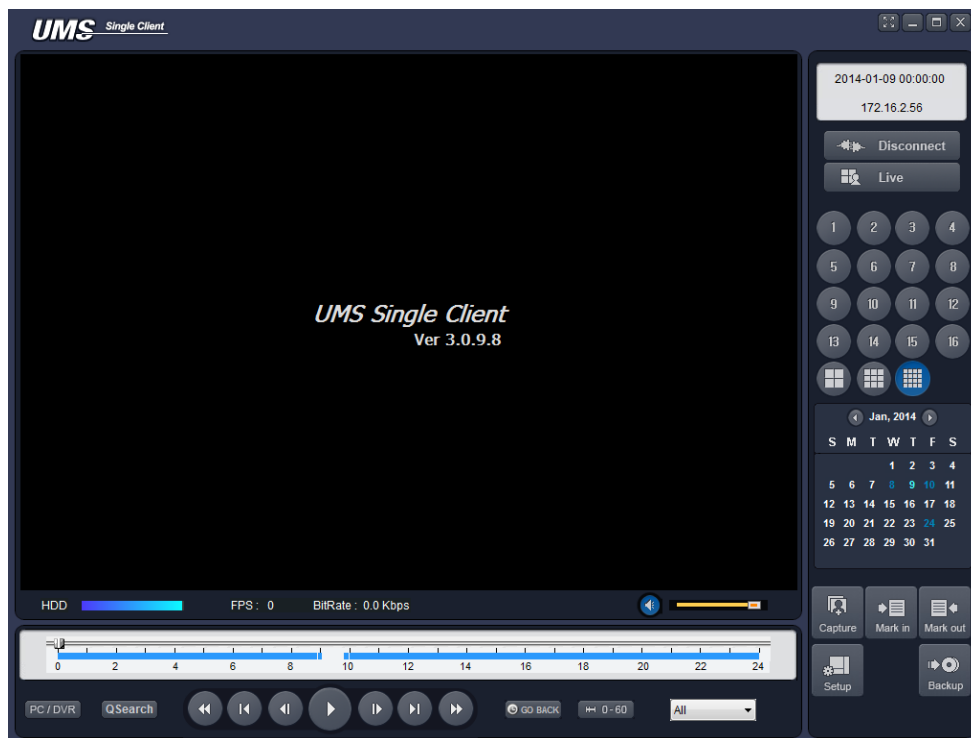 UMS Single Client
2014-01-09 00:00:00
172.16.2.56
Disconnect
Live
1 2 3 4
5 6 7 8
9 10 11 12
13 14 15 16
UMS Single Client
Ver 3.0.9.8
Jan, 2014
S M T W T F S
1 2 3 4
5 6 7 8 9 10 11
12 13 14 15 16 17 18
19 20 21 22 23 24 25
26 27 28 29 30 31
HDD FPS : 0 BitRate : 0.0 Kbps
Capture Mark in Mark out
0 2 4 6 8 10 12 14 16 18 20 22 24
Setup Backup
PC / DVR QSearch GO BACK 0-60 All